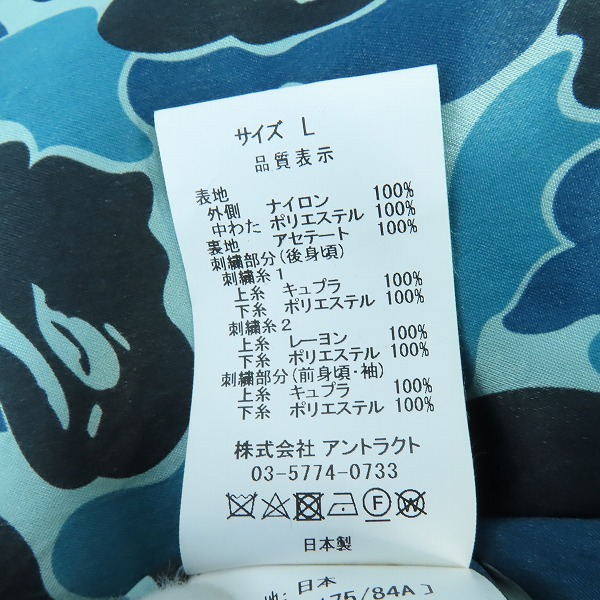 サイズ L
品質表示
表地
外側 ナイロン 100%
中わた ポリエステル 100%
裏地 アセテート 100%
刺繍部分(後身頃)
刺繍糸1
上糸 キュプラ 100%
下糸 ポリエステル 100%
刺繍糸2
上糸 レーヨン 100%
下糸 ポリエステル 100%
刺繍部分(前身頃・袖)
上糸 キュプラ 100%
下糸 ポリエステル 100%
株式会社 アントラクト
03-5774-0733
F W
日本製
地: 日本
175/84A